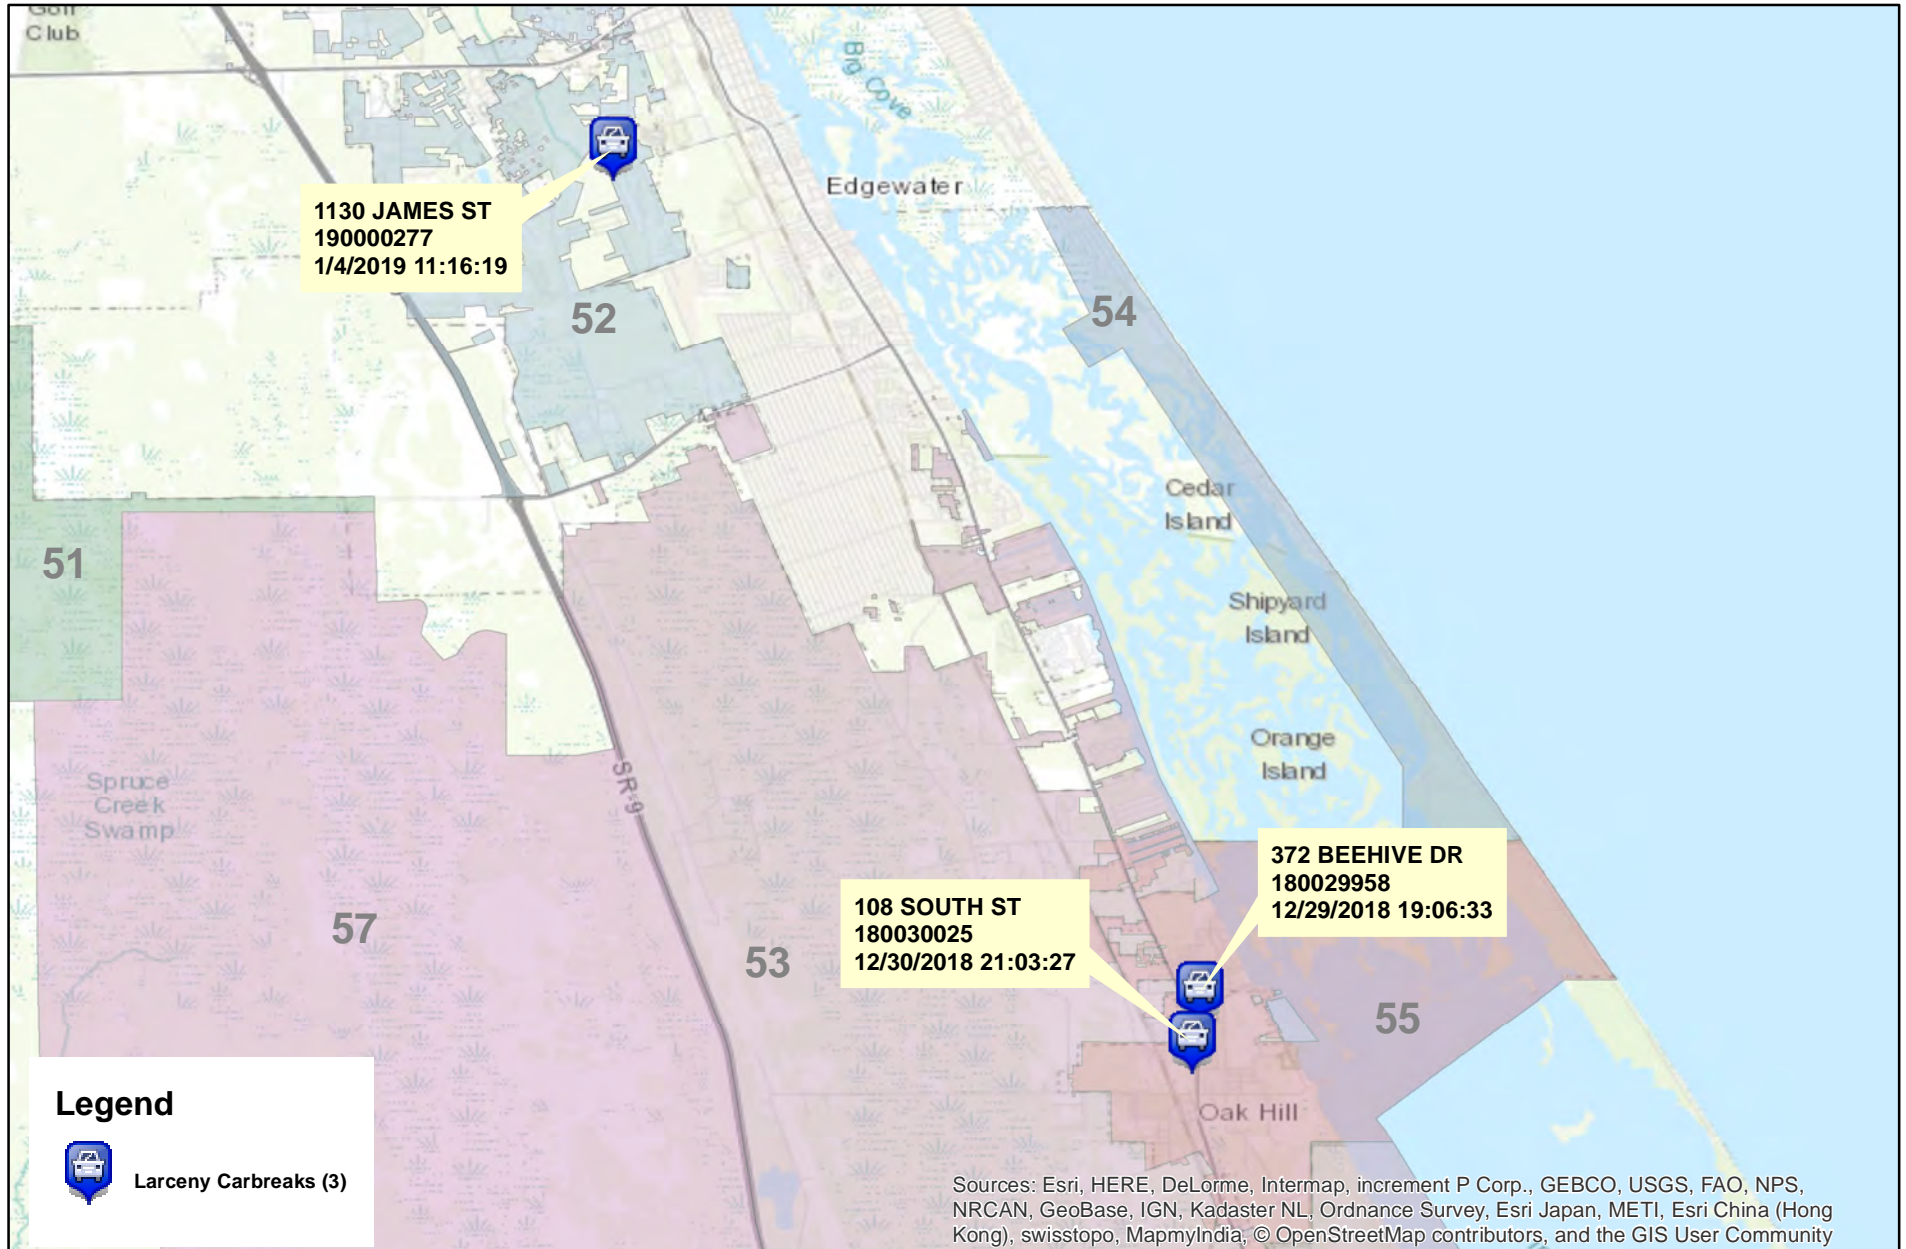 Golf
Club
Big Cove
Edgewater
1130 JAMES ST
190000277
1/4/2019 11:16:19
52
54
Cedar
Island
51
Shipyard
Island
Orange
Island
SR 9
Spruce
Creek
Swamp
372 BEEHIVE DR
180029958
12/29/2018 19:06:33
108 SOUTH ST
180030025
12/30/2018 21:03:27
57
53
55
Oak Hill
Legend
Larceny Carbreaks (3)
Sources: Esri, HERE, DeLorme, Intermap, increment P Corp., GEBCO, USGS, FAO, NPS,
NRCAN, GeoBase, IGN, Kadaster NL, Ordnance Survey, Esri Japan, METI, Esri China (Hong
Kong), swisstopo, MapmyIndia, © OpenStreetMap contributors, and the GIS User Community